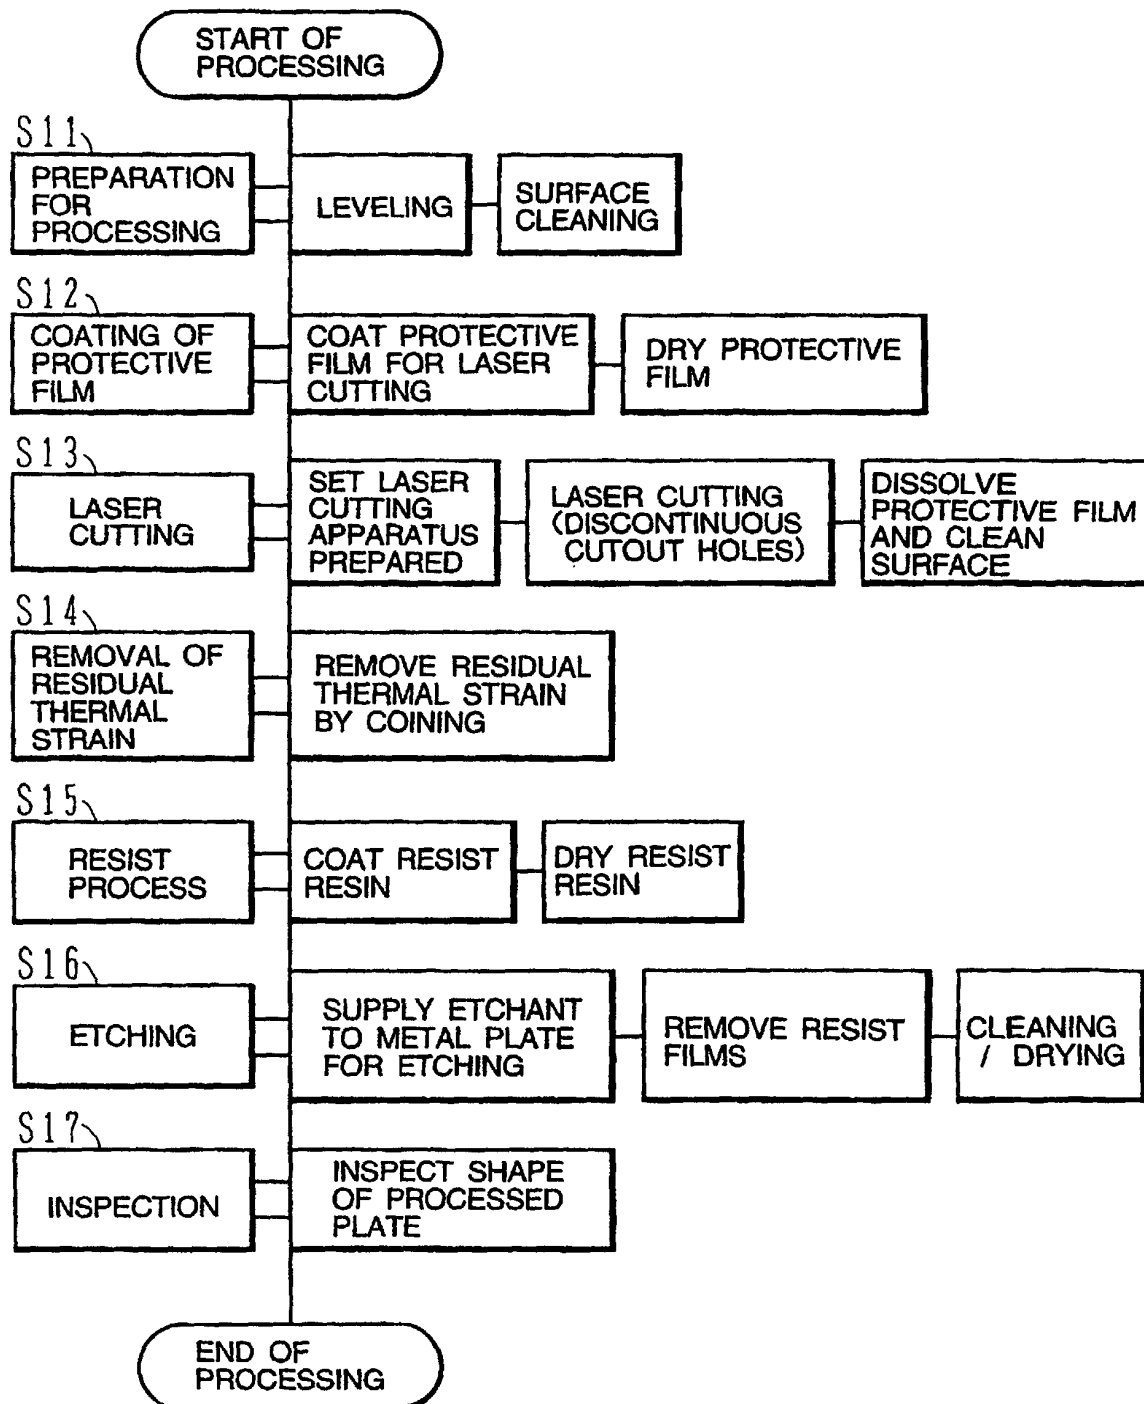 START OF
PROCESSING
S11
PREPARATION
FOR
PROCESSING
LEVELING
SURFACE
CLEANING
S12
COATING OF
PROTECTIVE
FILM
COAT PROTECTIVE
FILM FOR LASER
CUTTING
DRY PROTECTIVE
FILM
S13
LASER
CUTTING
SET LASER
CUTTING
APPARATUS
PREPARED
LASER CUTTING
(DISCONTINUOUS
CUTOUT HOLES)
DISSOLVE
PROTECTIVE FILM
AND CLEAN
SURFACE
S14
REMOVAL OF
RESIDUAL
THERMAL
STRAIN
REMOVE RESIDUAL
THERMAL STRAIN
BY COINING
S15
RESIST
PROCESS
COAT RESIST
RESIN
DRY RESIST
RESIN
S16
ETCHING
SUPPLY ETCHANT
TO METAL PLATE
FOR ETCHING
REMOVE RESIST
FILMS
CLEANING
/ DRYING
S17
INSPECTION
INSPECT SHAPE
OF PROCESSED
PLATE
END OF
PROCESSING